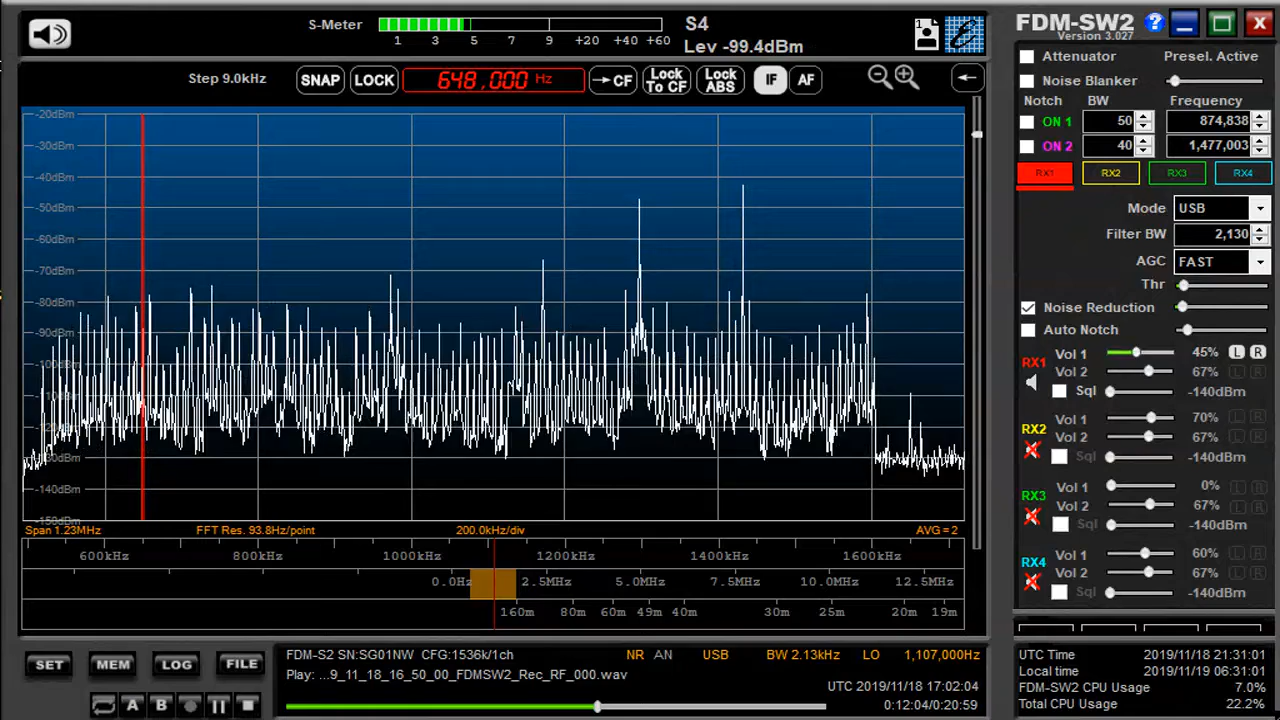 S-Meter
1 3 5 7 9 +20 +40 +60
S4
Lev -99.4dBm
1
FDM-SW2
?
X
Version 3.027
Step 9.0kHz
SNAP
LOCK
648,000 Hz
→CF
Lock To CF
Lock ABS
IF
AF
←
Attenuator
Presel. Active
Noise Blanker
Notch BW Frequency
ON 1 50 874,838
ON 2 40 1,477,003
RX1 RX2 RX3 RX4
Mode USB
Filter BW 2,130
AGC FAST
Thr
Noise Reduction
Auto Notch
RX1
Vol 1 45% L R
Vol 2 67% L R
Sql -140dBm
RX2
Vol 1 70% L R
Vol 2 67% L R
Sql -140dBm
RX3
Vol 1 0% L R
Vol 2 67% L R
Sql -140dBm
RX4
Vol 1 60% L R
Vol 2 67% L R
Sql -140dBm
-20dBm
-30dBm
-40dBm
-50dBm
-60dBm
-70dBm
-80dBm
-90dBm
-100dBm
-110dBm
-120dBm
-130dBm
-140dBm
-150dBm
Span 1.23MHz FFT Res. 93.8Hz/point 200.0kHz/div AVG=2
600kHz 800kHz 1000kHz 1200kHz 1400kHz 1600kHz
0.0Hz 2.5MHz 5.0MHz 7.5MHz 10.0MHz 12.5MHz
160m 80m 60m 49m 40m 30m 25m 20m 19m
SET MEM LOG FILE
A B
FDM-S2 SN:SG01NW CFG:1536k/1ch NR AN USB BW 2.13kHz LO 1,107,000Hz
Play: ...9_11_18_16_50_00_FDMSW2_Rec_RF_000.wav
UTC 2019/11/18 17:02:04
0:12:04/0:20:59
UTC Time 2019/11/18 21:31:01
Local time 2019/11/19 06:31:01
FDM-SW2 CPU Usage 7.0%
Total CPU Usage 22.2%